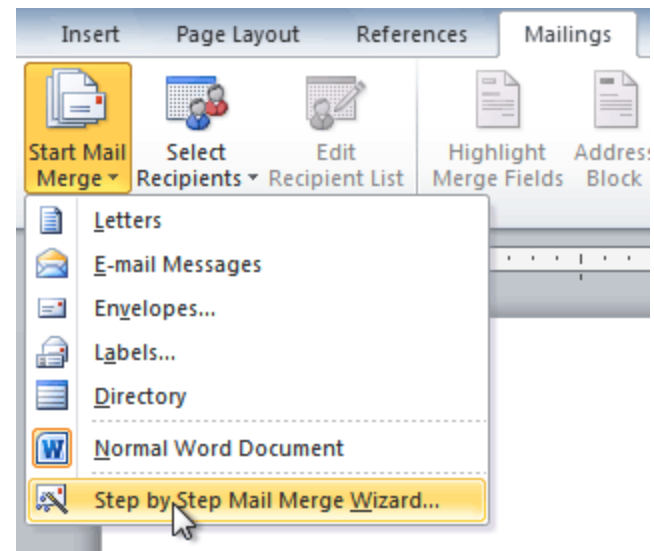 Insert Page Layout References Mailings
Start Mail Select Edit Highlight Address
Merge Recipients Recipient List Merge Fields Block
Letters
E-mail Messages
Envelopes...
Labels...
Directory
W Normal Word Document
Step by Step Mail Merge Wizard...